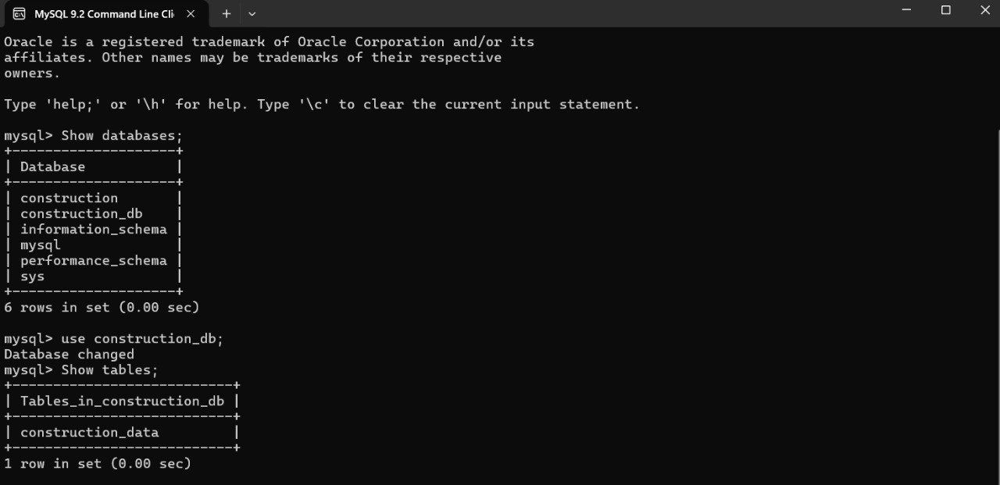 MySQL 9.2 Command Line Cli
Oracle is a registered trademark of Oracle Corporation and/or its
affiliates. Other names may be trademarks of their respective
owners.
Type 'help;' or '\h' for help. Type '\c' to clear the current input statement.
mysql> Show databases;
+--------------------+
| Database           |
+--------------------+
| construction       |
| construction_db    |
| information_schema |
| mysql              |
| performance_schema |
| sys                |
+--------------------+
6 rows in set (0.00 sec)
mysql> use construction_db;
Database changed
mysql> Show tables;
+---------------------------+
| Tables_in_construction_db |
+---------------------------+
| construction_data         |
+---------------------------+
1 row in set (0.00 sec)